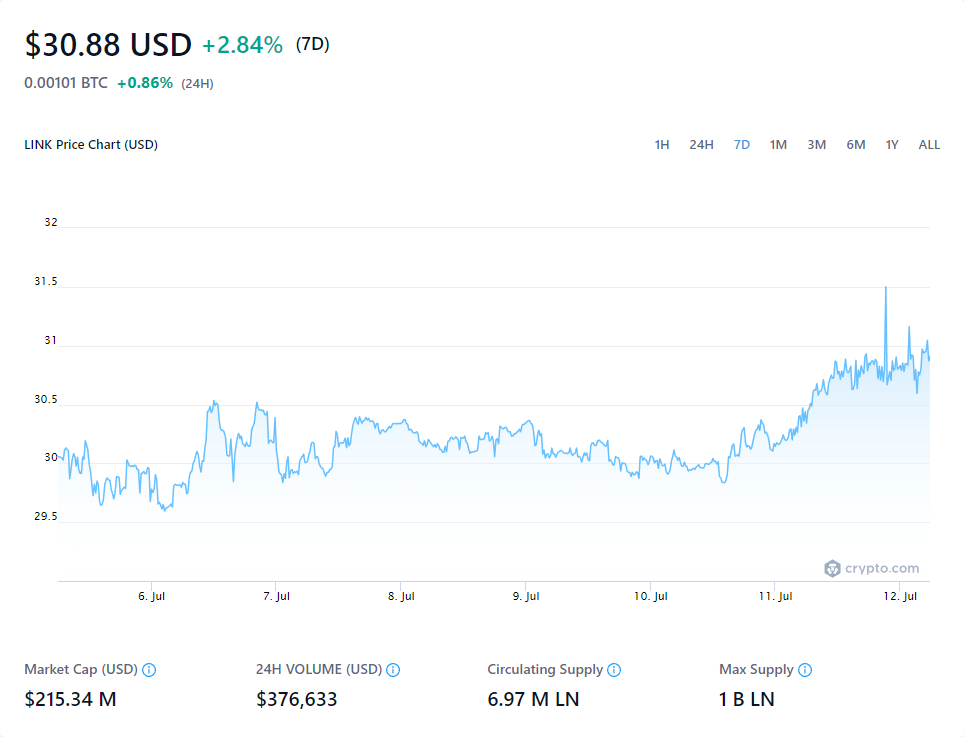 $30.88 USD +2.84% (7D)
0.00101 BTC +0.86% (24H)
LINK Price Chart (USD) 1H 24H 7D 1M 3M 6M 1Y ALL
32
31.5
31
30.5
30
29.5
crypto.com
6. Jul 7. Jul 8. Jul 9. Jul 10. Jul 11. Jul 12. Jul
Market Cap (USD) 24H VOLUME (USD) Circulating Supply Max Supply
$215.34 M $376,633 6.97 M LN 1 B LN